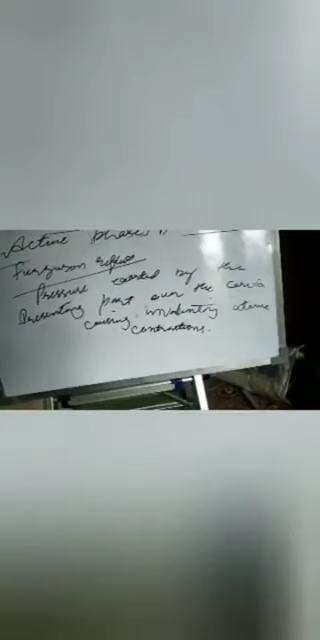 Active phase
Ferguson reflex
Pressure exerted by the
Presenting part over the cervix
causing involuntary uterine
contractions.